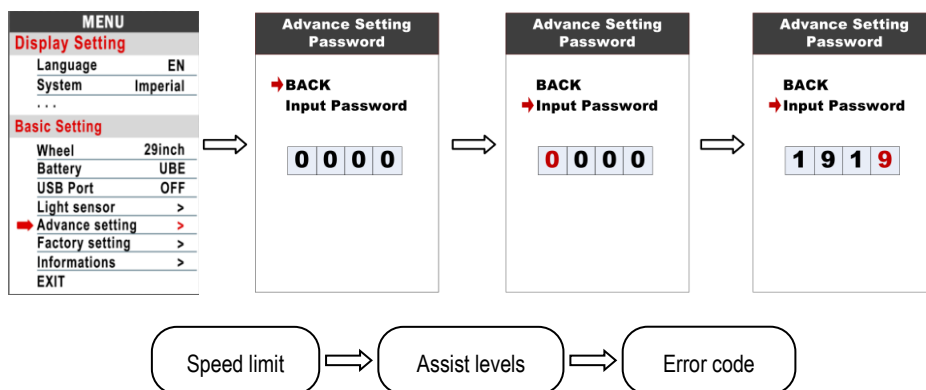 MENU
Display Setting
Language EN
System Imperial
. . .
Basic Setting
Wheel 29inch
Battery UBE
USB Port OFF
Light sensor >
Advance setting >
Factory setting >
Informations >
EXIT
Advance Setting
Password
BACK
Input Password
0 0 0 0
Advance Setting
Password
BACK
Input Password
0 0 0 0
Advance Setting
Password
BACK
Input Password
1 9 1 9
Speed limit
Assist levels
Error code